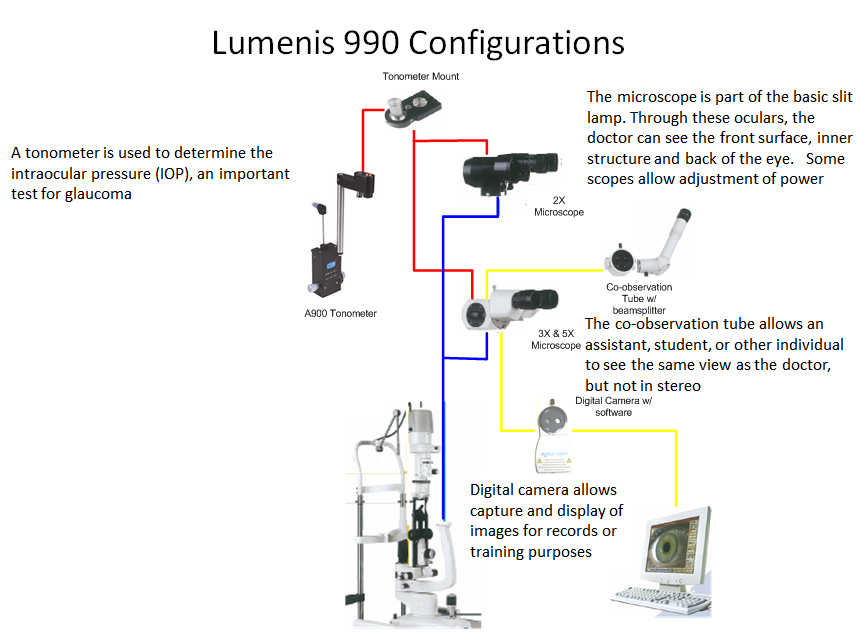 Lumenis 990 Configurations
Tonometer Mount
The microscope is part of the basic slit
lamp. Through these oculars, the
doctor can see the front surface, inner
structure and back of the eye.   Some
scopes allow adjustment of power
A tonometer is used to determine the
intraocular pressure (IOP), an important
test for glaucoma
2X
Microscope
A900 Tonometer
Co-observation
Tube w/
beamsplitter
3X & 5X
Microscope
The co-observation tube allows an
assistant, student, or other individual
to see the same view as the doctor,
but not in stereo
Digital Camera w/
software
Digital camera allows
capture and display of
images for records or
training purposes